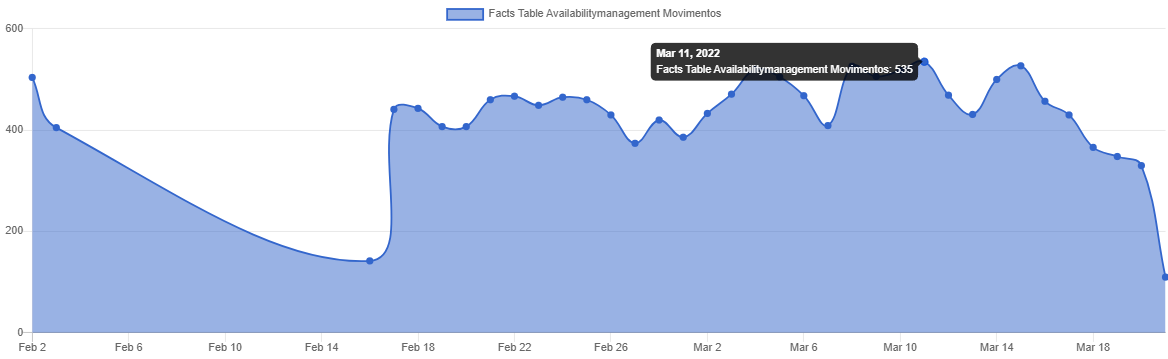 Facts Table Availabilitymanagement Movimentos
600
Mar 11, 2022
Facts Table Availabilitymanagement Movimentos: 535
400
200
0
Feb 2 Feb 6 Feb 10 Feb 14 Feb 18 Feb 22 Feb 26 Mar 2 Mar 6 Mar 10 Mar 14 Mar 18